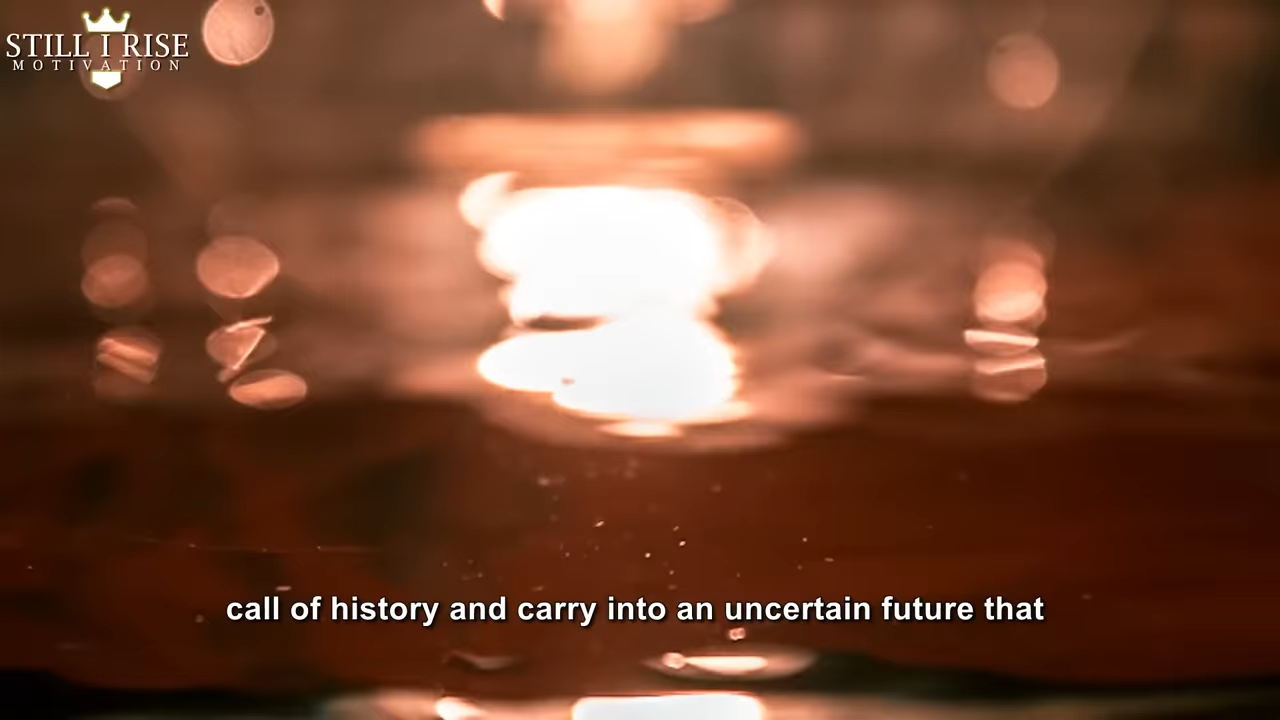 STILL I RISE
MOTIVATION
call of history and carry into an uncertain future that